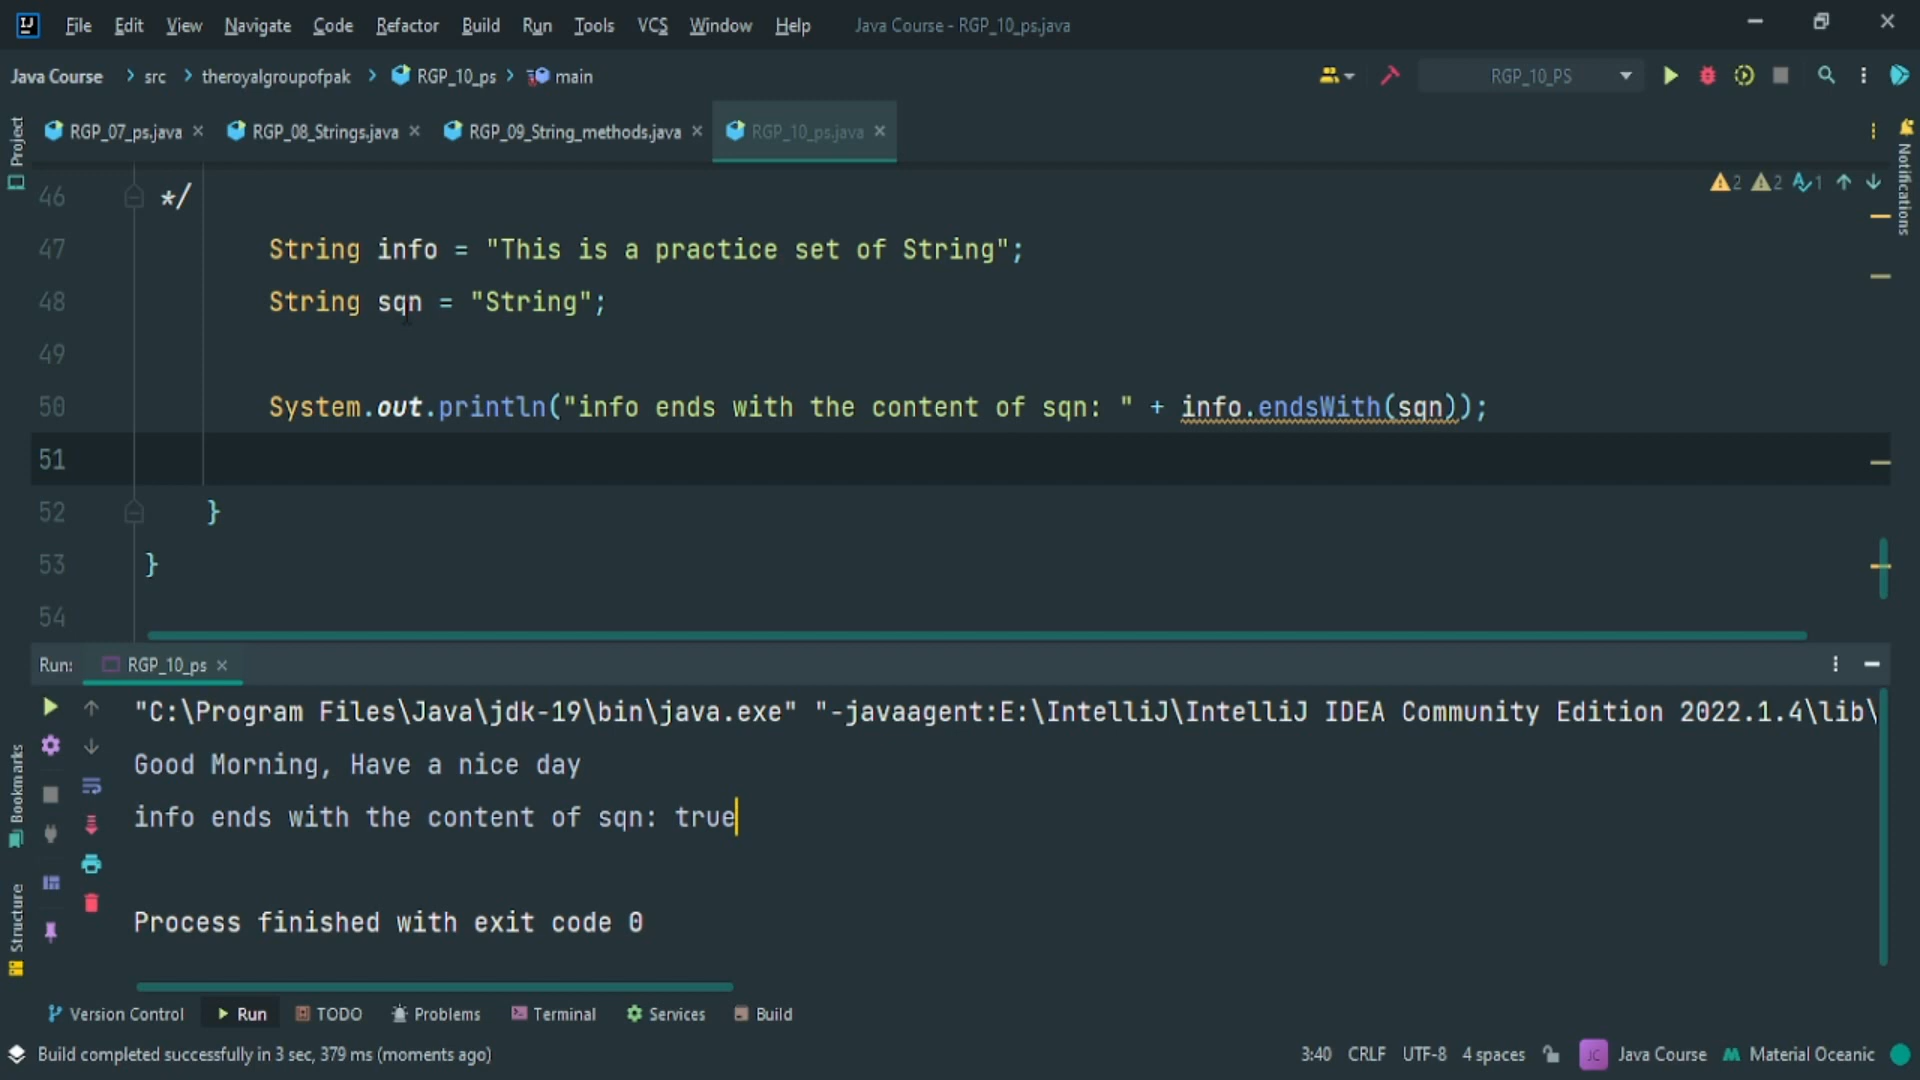 File Edit View Navigate Code Refactor Build Run Tools VCS Window Help Java Course - RGP_10_ps.java
Java Course src theroyalgroupofpak RGP_10_ps main RGP_10_PS
RGP_07_ps.java RGP_08_Strings.java RGP_09_String_methods.java RGP_10_ps.java
Project
Notifications
2 2 1
46 */
47 String info = "This is a practice set of String";
48 String sqn = "String";
49
50 System.out.println("info ends with the content of sqn: " + info.endsWith(sqn));
51
52 }
53 }
54
Run: RGP_10_ps
"C:\Program Files\Java\jdk-19\bin\java.exe" "-javaagent:E:\IntelliJ\IntelliJ IDEA Community Edition 2022.1.4\lib\
Good Morning, Have a nice day
info ends with the content of sqn: true
Process finished with exit code 0
Bookmarks
Structure
Version Control Run TODO Problems Terminal Services Build
Build completed successfully in 3 sec, 379 ms (moments ago) 3:40 CRLF UTF-8 4 spaces JC Java Course Material Oceanic